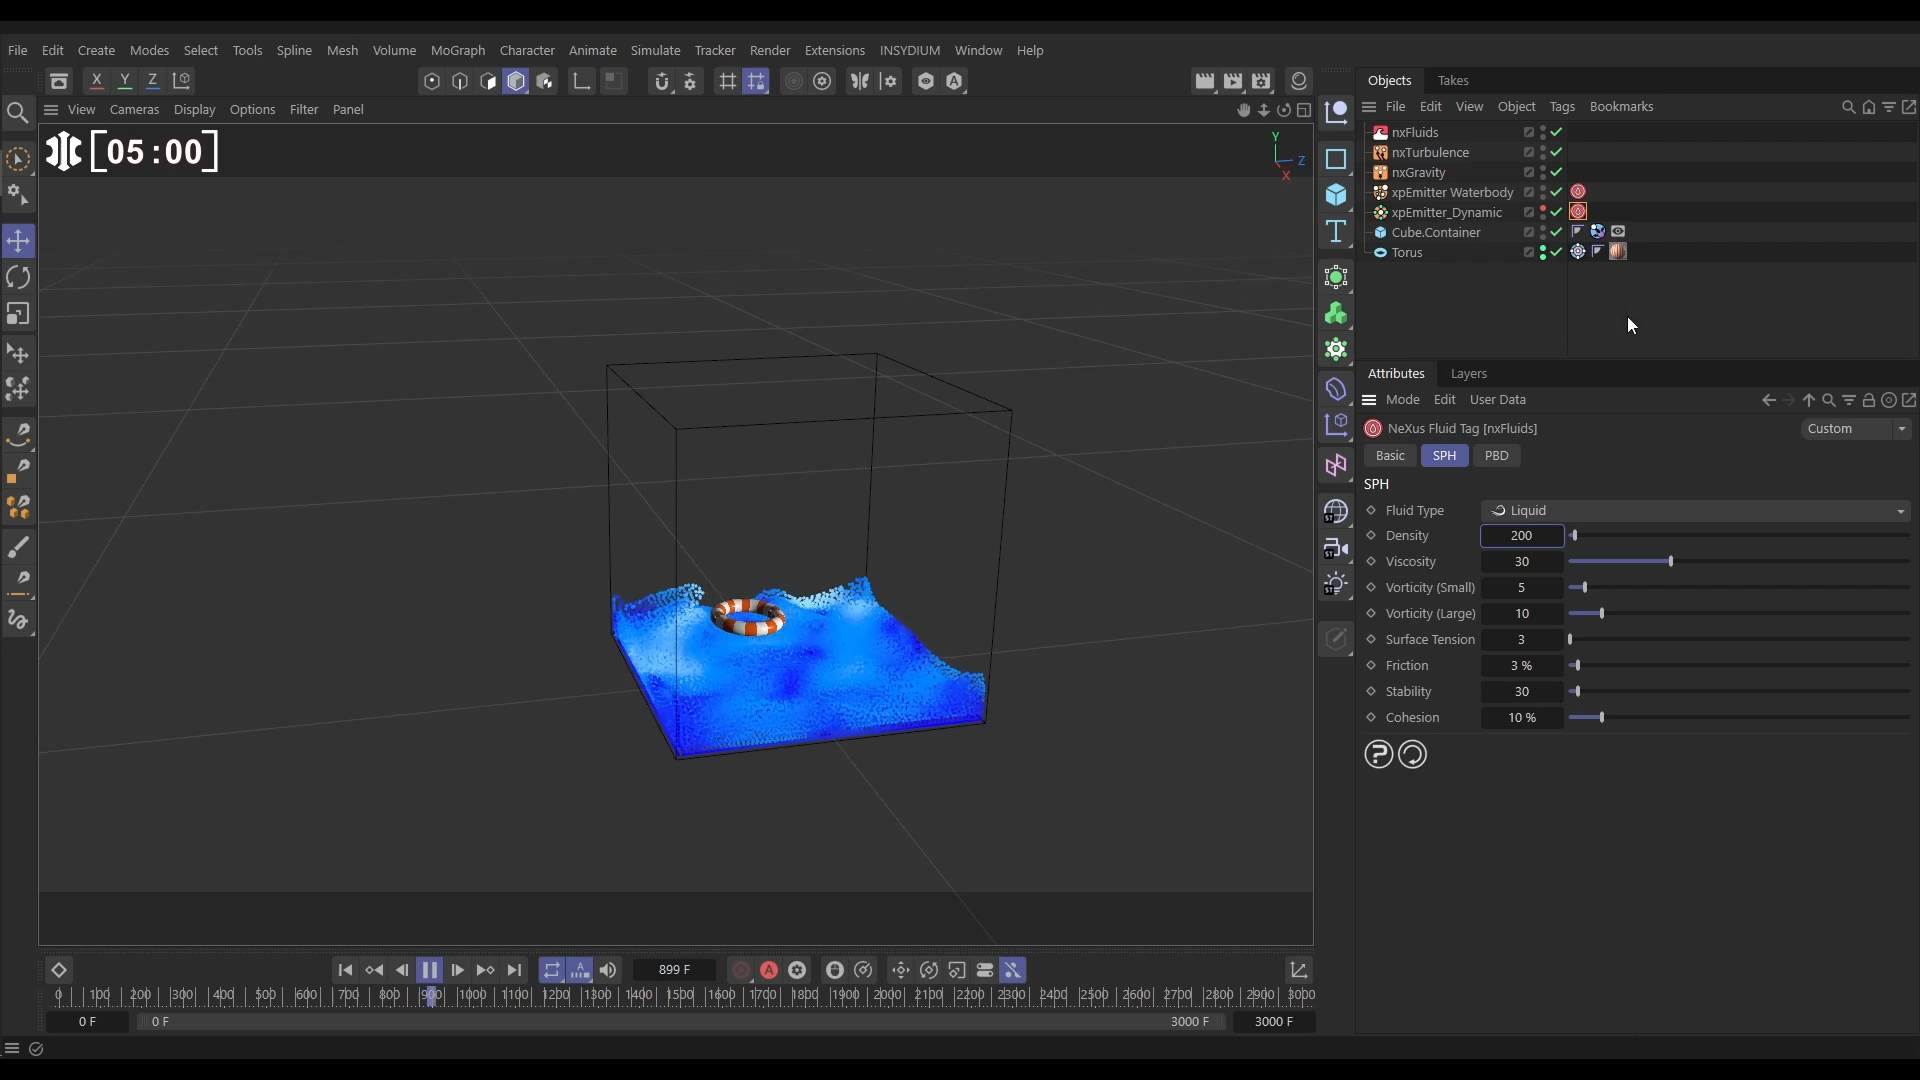 File Edit Create Modes Select Tools Spline Mesh Volume MoGraph Character Animate Simulate Tracker Render Extensions INSYDIUM Window Help
X Y Z
Objects Takes
View Cameras Display Options Filter Panel
File Edit View Object Tags Bookmarks
[05:00]
Y
Z
X
nxFluids
nxTurbulence
nxGravity
xpEmitter Waterbody
xpEmitter_Dynamic
Cube.Container
Torus
Attributes Layers
Mode Edit User Data
NeXus Fluid Tag [nxFluids] Custom
Basic SPH PBD
SPH
Fluid Type Liquid
Density 200
Viscosity 30
Vorticity (Small) 5
Vorticity (Large) 10
Surface Tension 3
Friction 3 %
Stability 30
Cohesion 10 %
899 F
0 100 200 300 400 500 600 700 800 900 1000 1100 1200 1300 1400 1500 1600 1700 1800 1900 2000 2100 2200 2300 2400 2500 2600 2700 2800 2900 3000
0 F 0 F 3000 F 3000 F